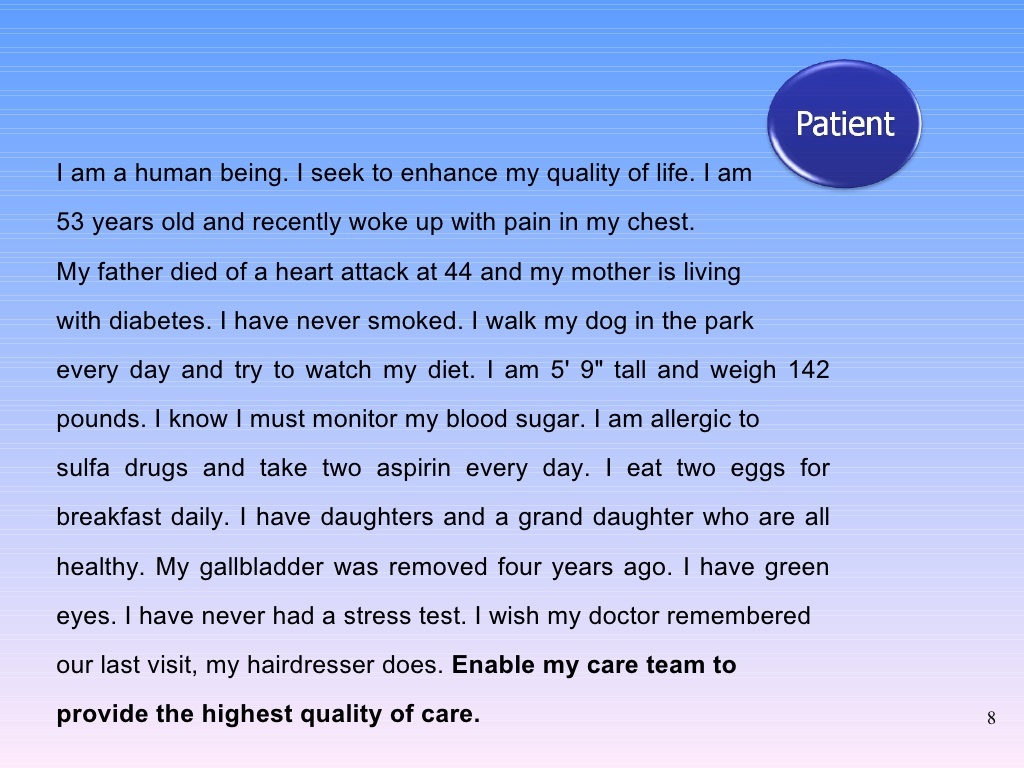 Patient
I am a human being. I seek to enhance my quality of life. I am
53 years old and recently woke up with pain in my chest.
My father died of a heart attack at 44 and my mother is living
with diabetes. I have never smoked. I walk my dog in the park
every day and try to watch my diet. I am 5' 9" tall and weigh 142
pounds. I know I must monitor my blood sugar. I am allergic to
sulfa drugs and take two aspirin every day. I eat two eggs for
breakfast daily. I have daughters and a grand daughter who are all
healthy. My gallbladder was removed four years ago. I have green
eyes. I have never had a stress test. I wish my doctor remembered
our last visit, my hairdresser does. Enable my care team to
provide the highest quality of care.
8